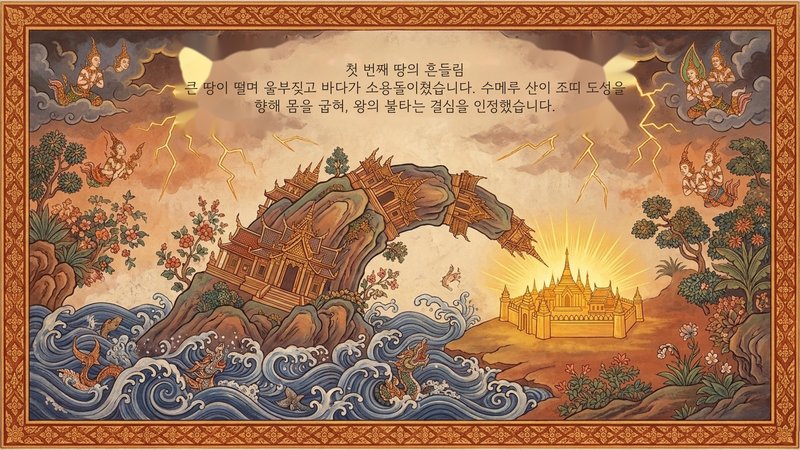 첫 번째 땅의 흔들림
큰 땅이 떨며 울부짖고 바다가 소용돌이쳤습니다. 수메루 산이 조띠 도성을
향해 몸을 굽혀, 왕의 불타는 결심을 인정했습니다.